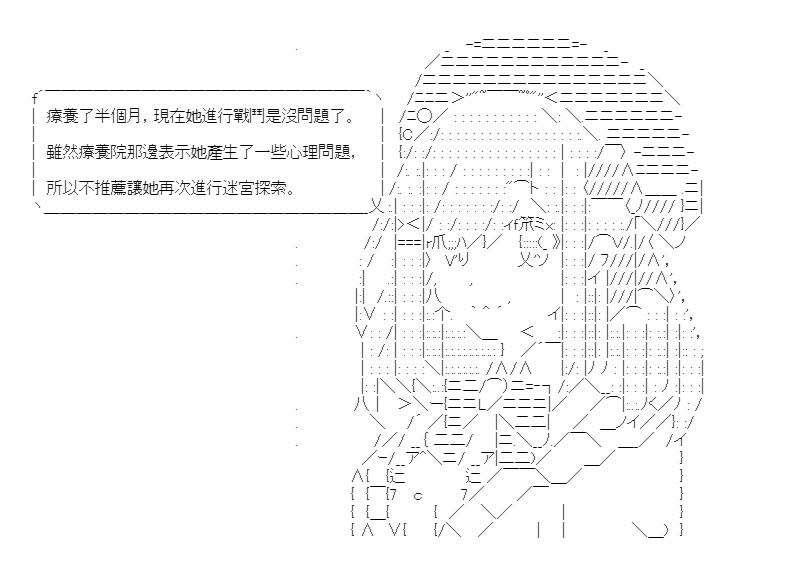 療養了半個月，現在她進行戰鬥是沒問題了。
雖然療養院那邊表示她產生了一些心理問題，
所以不推薦讓她再次進行迷宮探索。